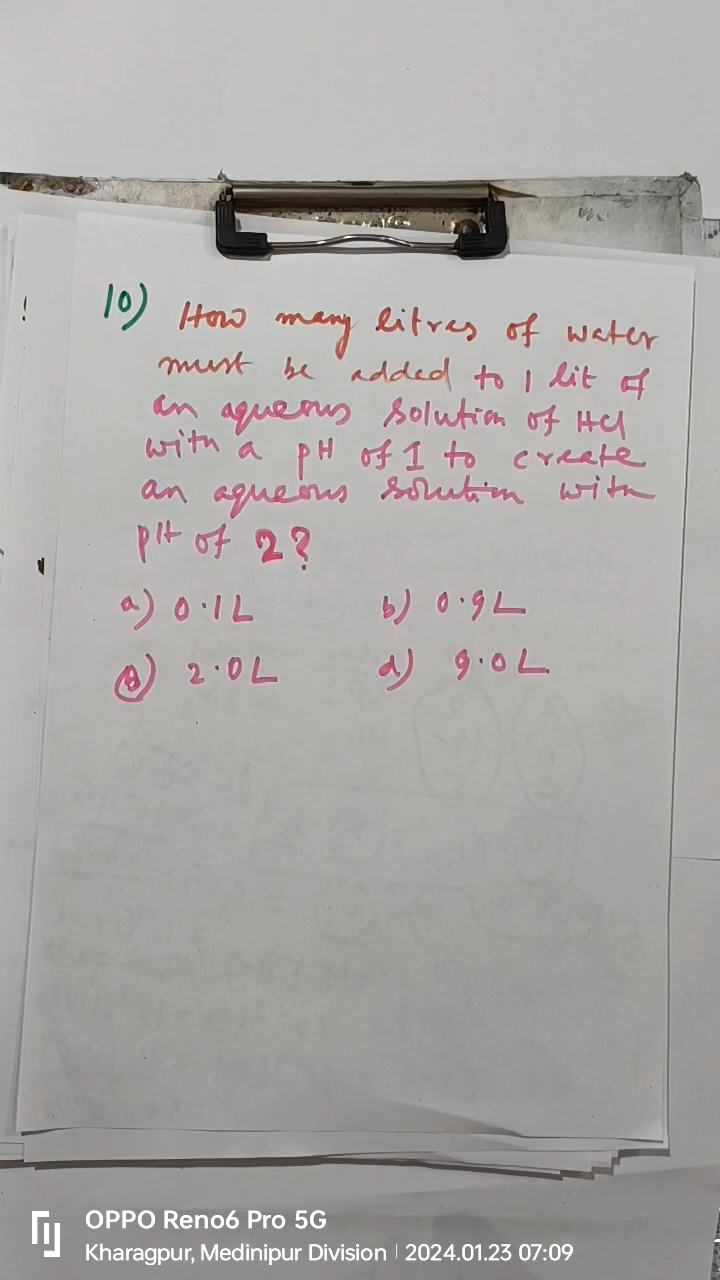 10) How many litres of water
must be added to 1 lit of
an aqueous solution of HCl
with a pH of 1 to create
an aqueous solution with
pH of 2?
a) 0.1L b) 0.9L
c) 2.0L d) 9.0L
OPPO Reno6 Pro 5G
Kharagpur, Medinipur Division | 2024.01.23 07:09